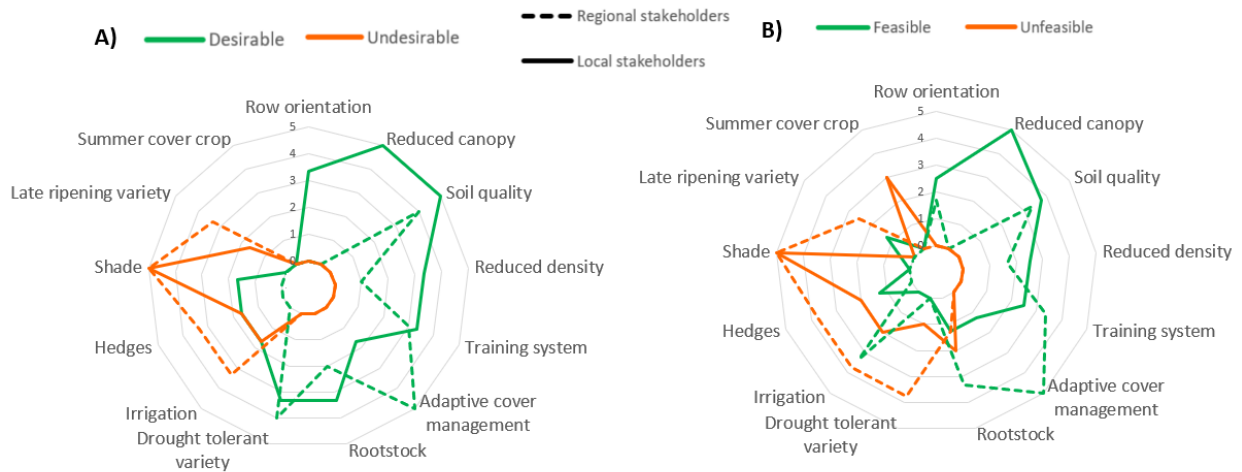 A)
Desirable
Undesirable
Regional stakeholders
Local stakeholders
B)
Feasible
Unfeasible
Row orientation
Reduced canopy
Soil quality
Reduced density
Training system
Adaptive cover
management
Rootstock
Drought tolerant
variety
Irrigation
Hedges
Shade
Late ripening variety
Summer cover crop
5
4
3
2
1
0
Row orientation
Reduced canopy
Soil quality
Reduced density
Training system
Adaptive cover
management
Rootstock
Drought tolerant
variety
Irrigation
Hedges
Shade
Late ripening variety
Summer cover crop
5
4
3
2
1
0